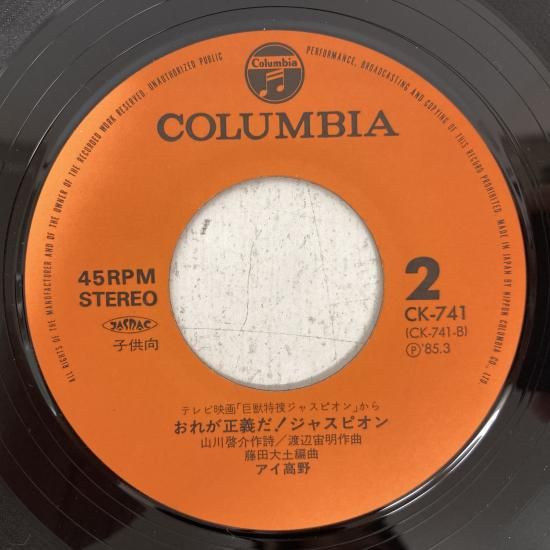 ALL RIGHTS OF THE MANUFACTURER AND OF THE OWNER OF THE RECORDED WORK RESERVED. UNAUTHORIZED PUBLIC PERFORMANCE, BROADCASTING AND COPYING OF THIS RECORD PROHIBITED. MADE IN JAPAN BY NIPPON COLUMBIA CO., LTD.
Columbia
COLUMBIA
45RPM
STEREO
JASRAC
子供向
2
CK-741
(CK-741-B)
Ⓟ'85.3
テレビ映画「巨獣特捜ジャスピオン」から
おれが正義だ!ジャスピオン
山川啓介作詩/渡辺宙明作曲
藤田大土編曲
アイ高野